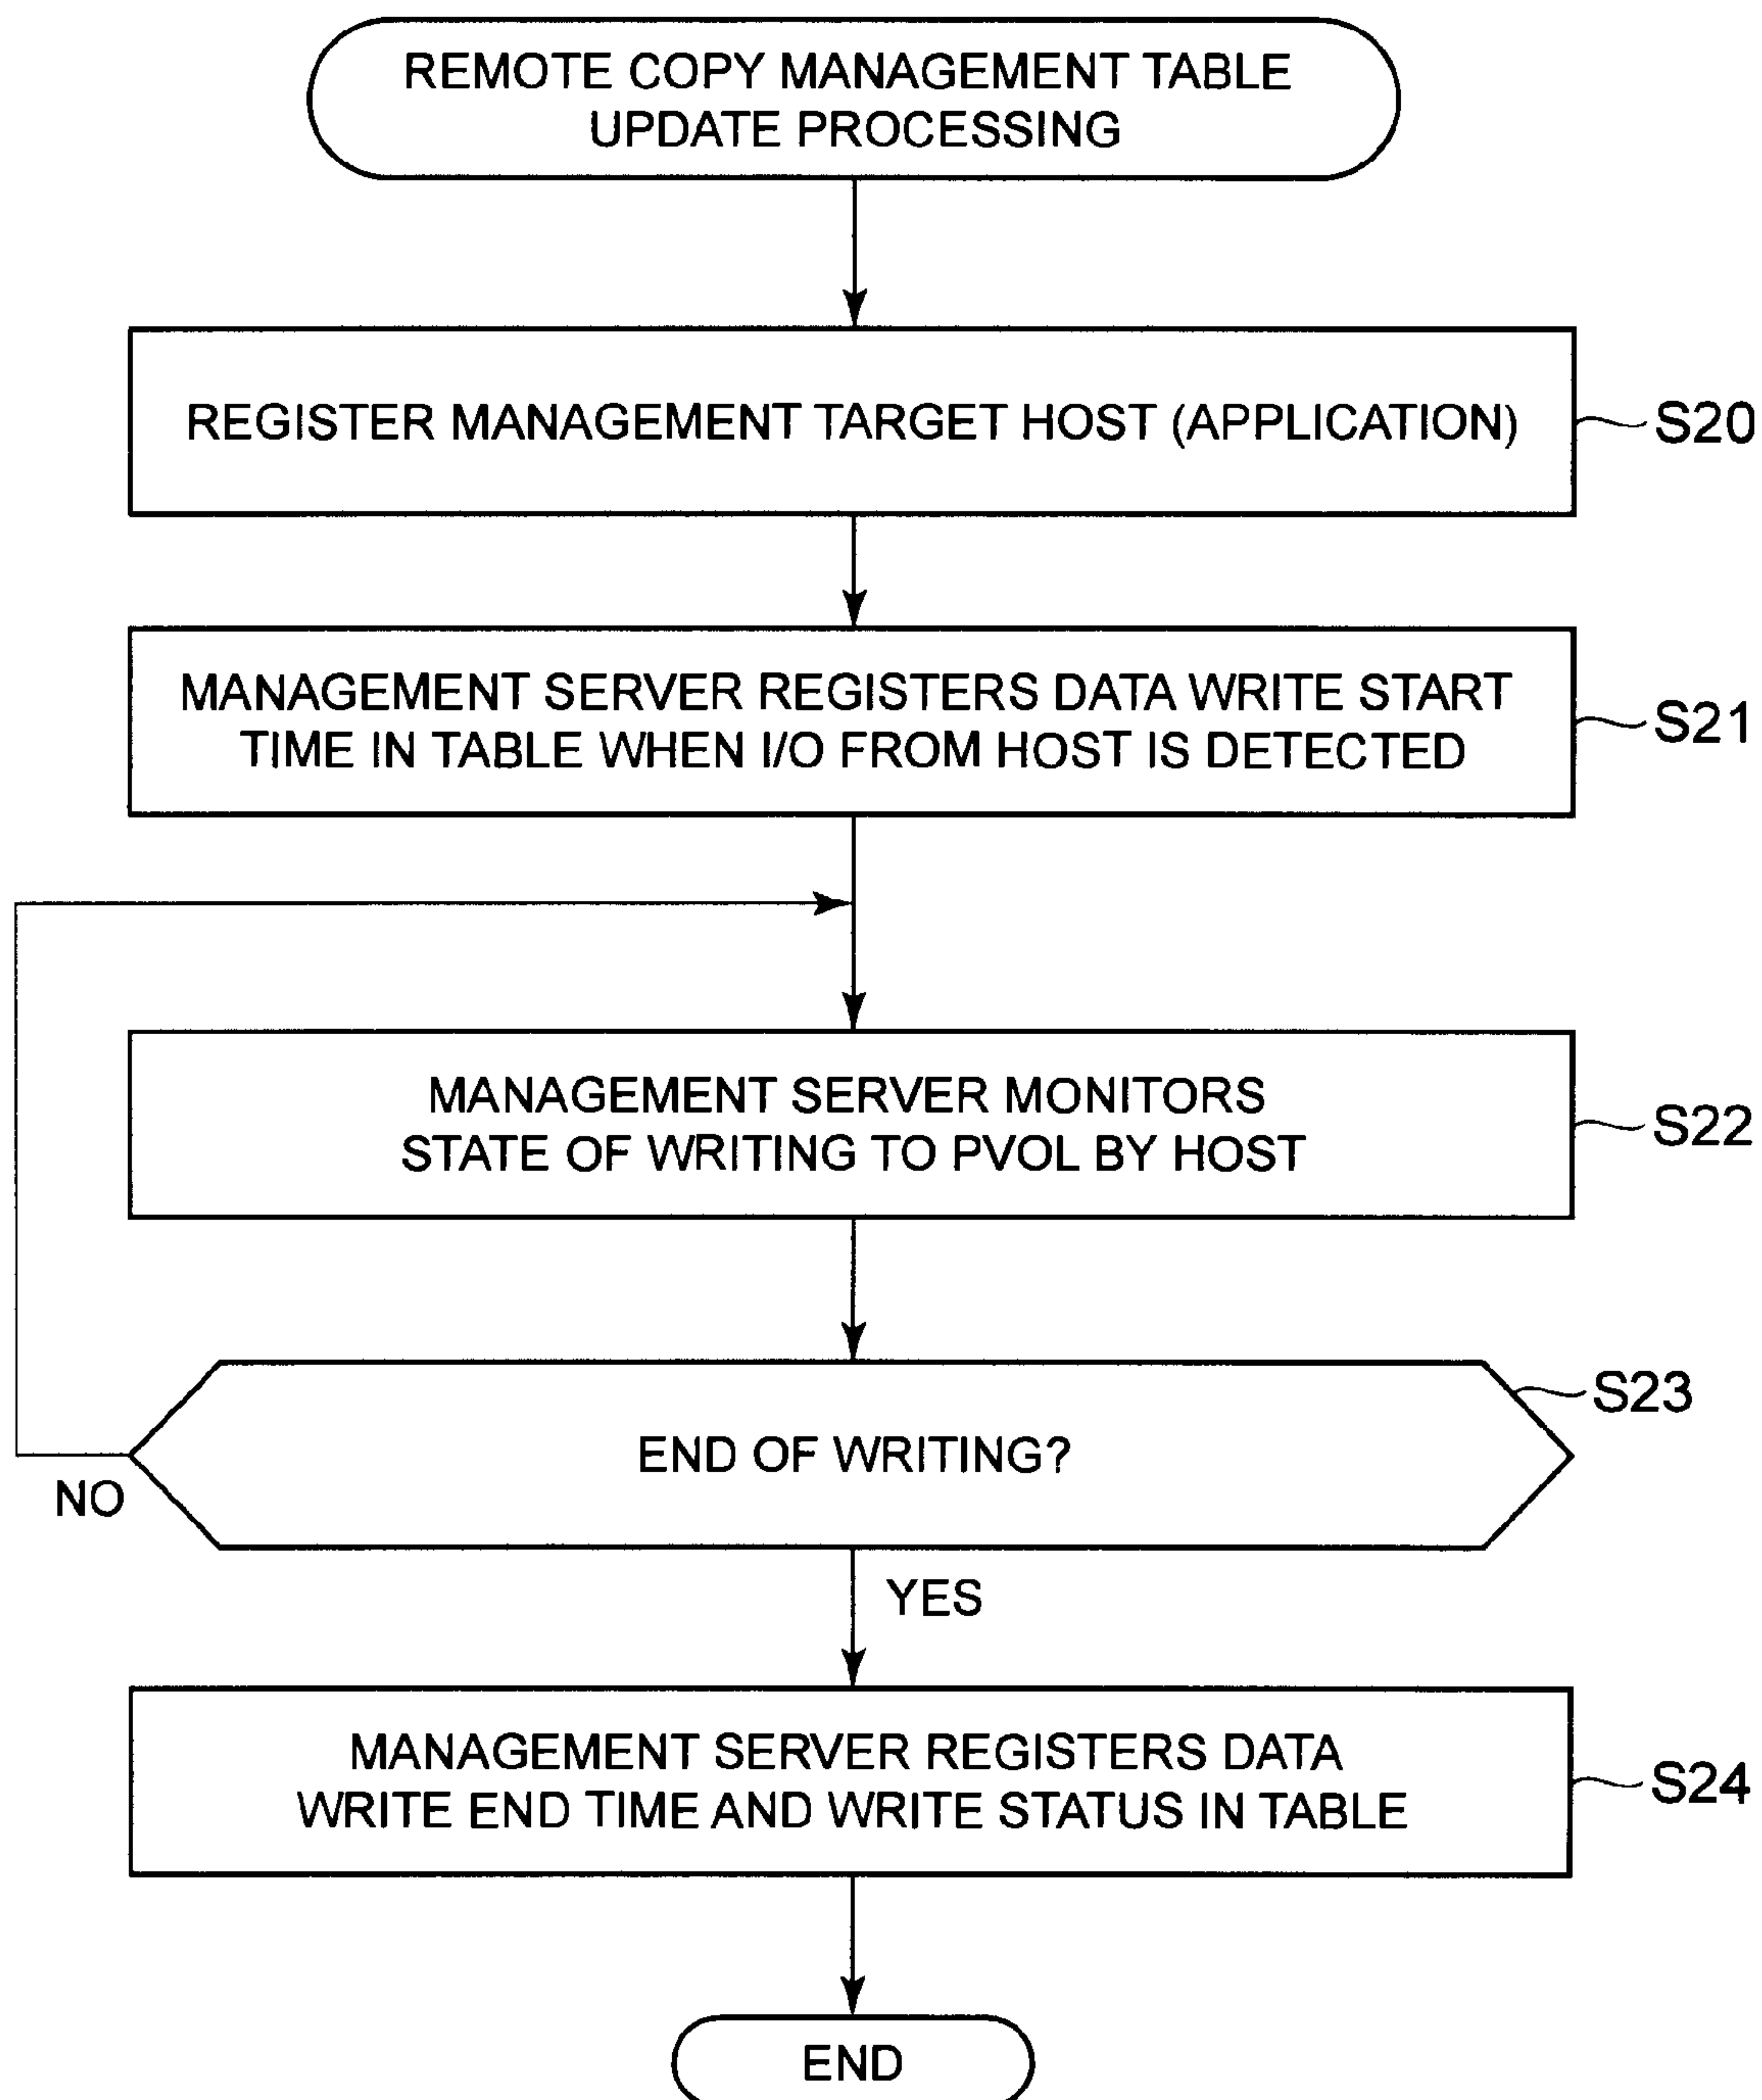 REMOTE COPY MANAGEMENT TABLE
UPDATE PROCESSING
REGISTER MANAGEMENT TARGET HOST (APPLICATION)
S20
MANAGEMENT SERVER REGISTERS DATA WRITE START
TIME IN TABLE WHEN I/O FROM HOST IS DETECTED
S21
MANAGEMENT SERVER MONITORS
STATE OF WRITING TO PVOL BY HOST
S22
S23
END OF WRITING?
NO
YES
MANAGEMENT SERVER REGISTERS DATA
WRITE END TIME AND WRITE STATUS IN TABLE
S24
END